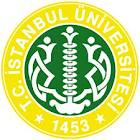 T.C. İSTANBUL ÜNİVERSİTESİ
1453